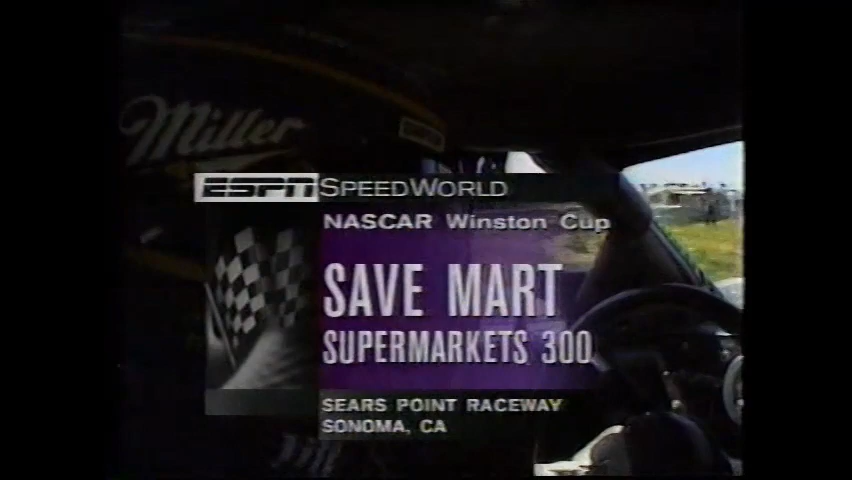 Miller
ESPN SPEEDWORLD
NASCAR Winston Cup
SAVE MART
SUPERMARKETS 300
SEARS POINT RACEWAY
SONOMA, CA